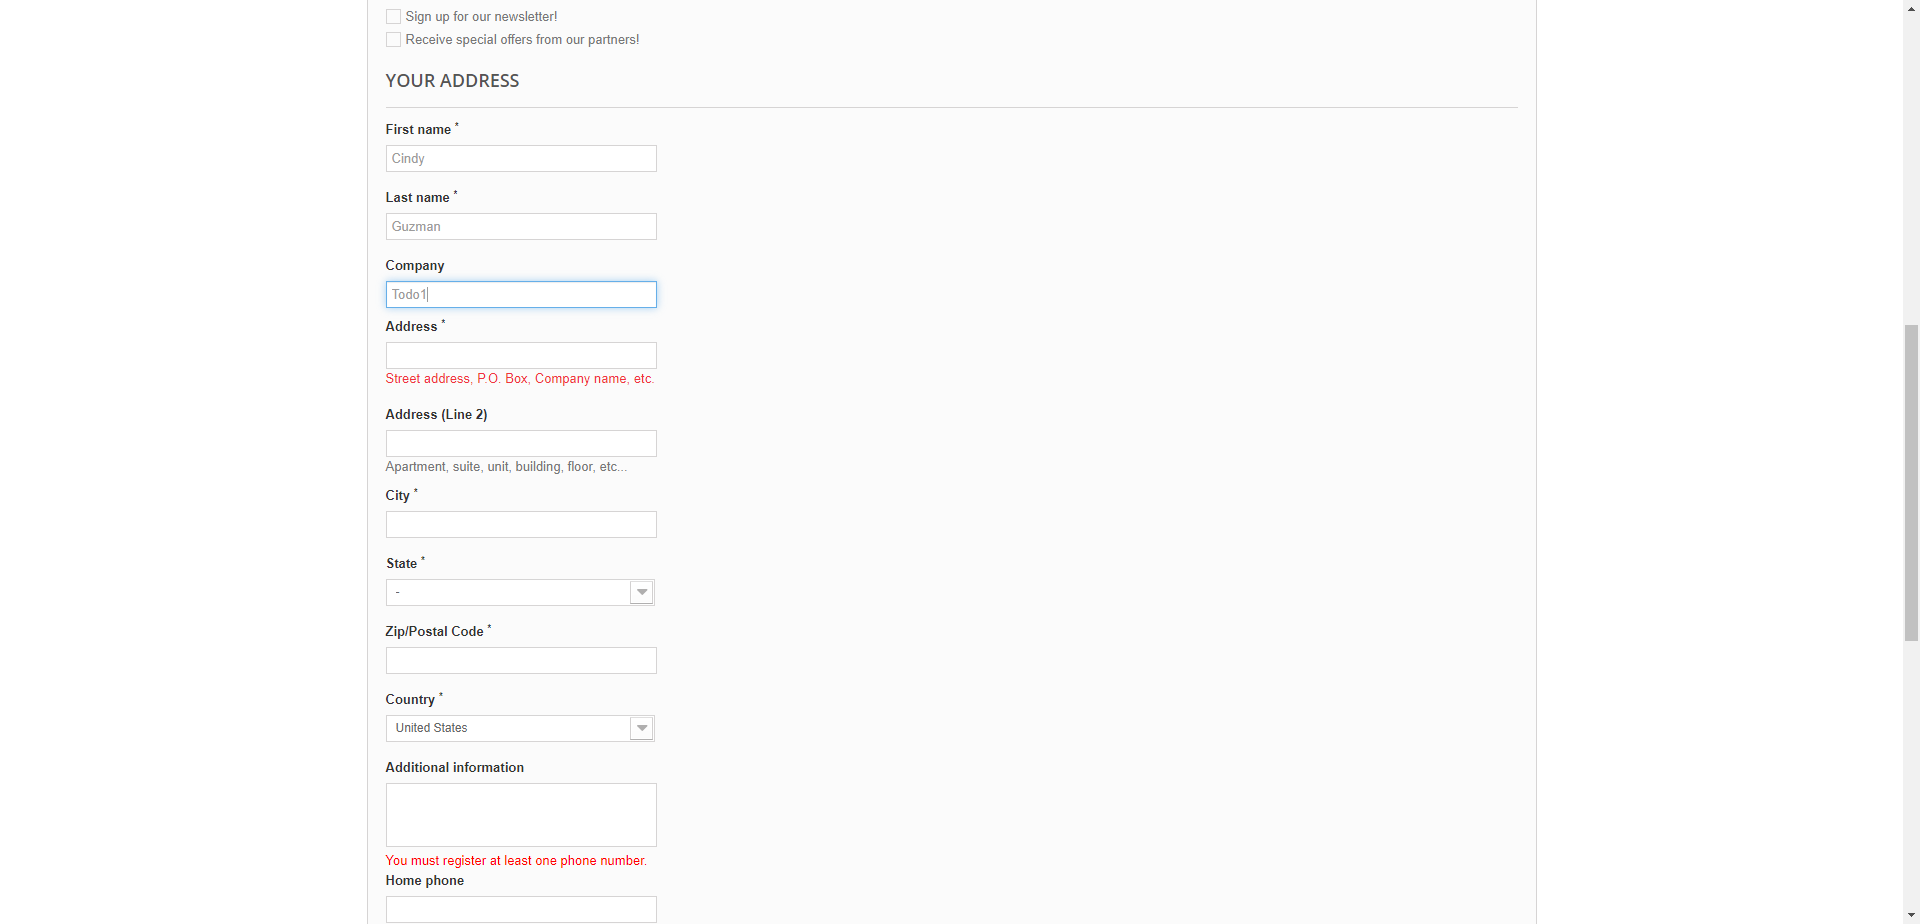 Sign up for our newsletter!
Receive special offers from our partners!
YOUR ADDRESS
First name *
Cindy
Last name *
Guzman
Company
Todo1
Address *
Street address, P.O. Box, Company name, etc.
Address (Line 2)
Apartment, suite, unit, building, floor, etc...
City *
State *
-
Zip/Postal Code *
Country *
United States
Additional information
You must register at least one phone number.
Home phone